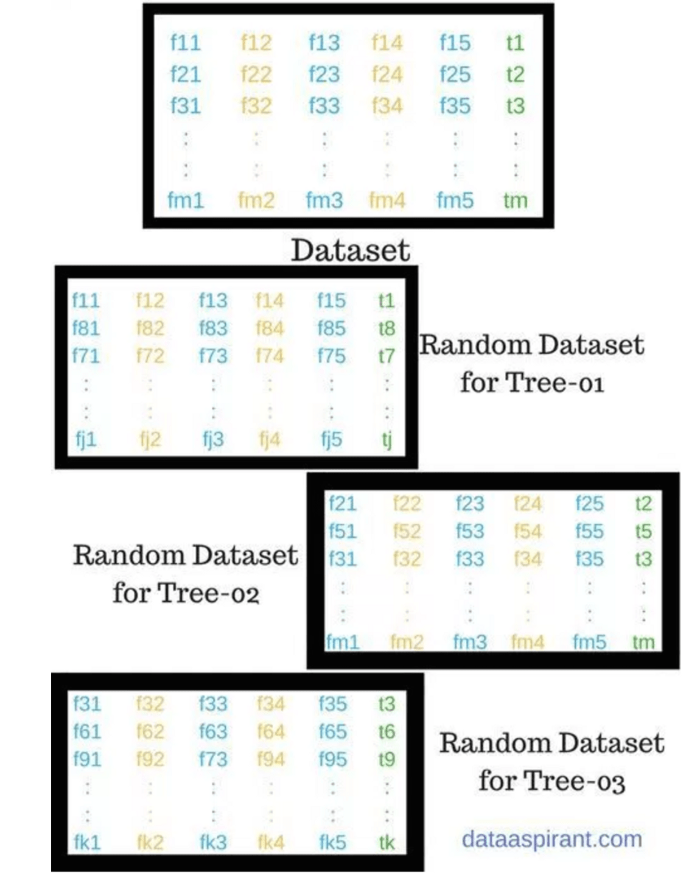 f11 f12 f13 f14 f15 t1
f21 f22 f23 f24 f25 t2
f31 f32 f33 f34 f35 t3
: : : : : :
: : : : : :
fm1 fm2 fm3 fm4 fm5 tm
Dataset
f11 f12 f13 f14 f15 t1
f81 f82 f83 f84 f85 t8
f71 f72 f73 f74 f75 t7
: : : : : :
: : : : : :
fj1 fj2 fj3 fj4 fj5 tj
Random Dataset
for Tree-01
f21 f22 f23 f24 f25 t2
f51 f52 f53 f54 f55 t5
f31 f32 f33 f34 f35 t3
: : : : : :
: : : : : :
fm1 fm2 fm3 fm4 fm5 tm
Random Dataset
for Tree-02
f31 f32 f33 f34 f35 t3
f61 f62 f63 f64 f65 t6
f91 f92 f73 f94 f95 t9
: : : : : :
: : : : : :
fk1 fk2 fk3 fk4 fk5 tk
Random Dataset
for Tree-03
dataaspirant.com